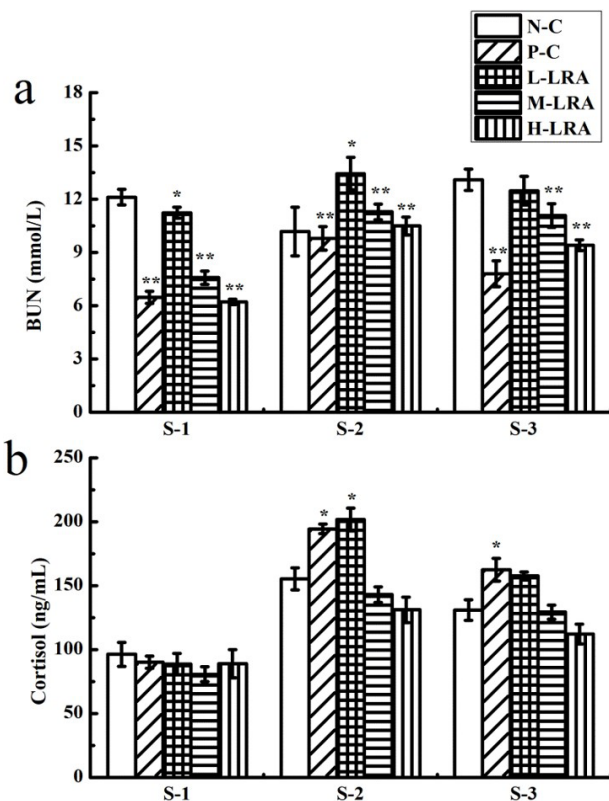 N-C
P-C
L-LRA
M-LRA
H-LRA
a
18
15
12
9
6
3
0
BUN (mmol/L)
** * ** **
** * ** **
** ** **
S-1 S-2 S-3
b
250
200
150
100
50
0
Cortisol (ng/mL)
* *
*
S-1 S-2 S-3